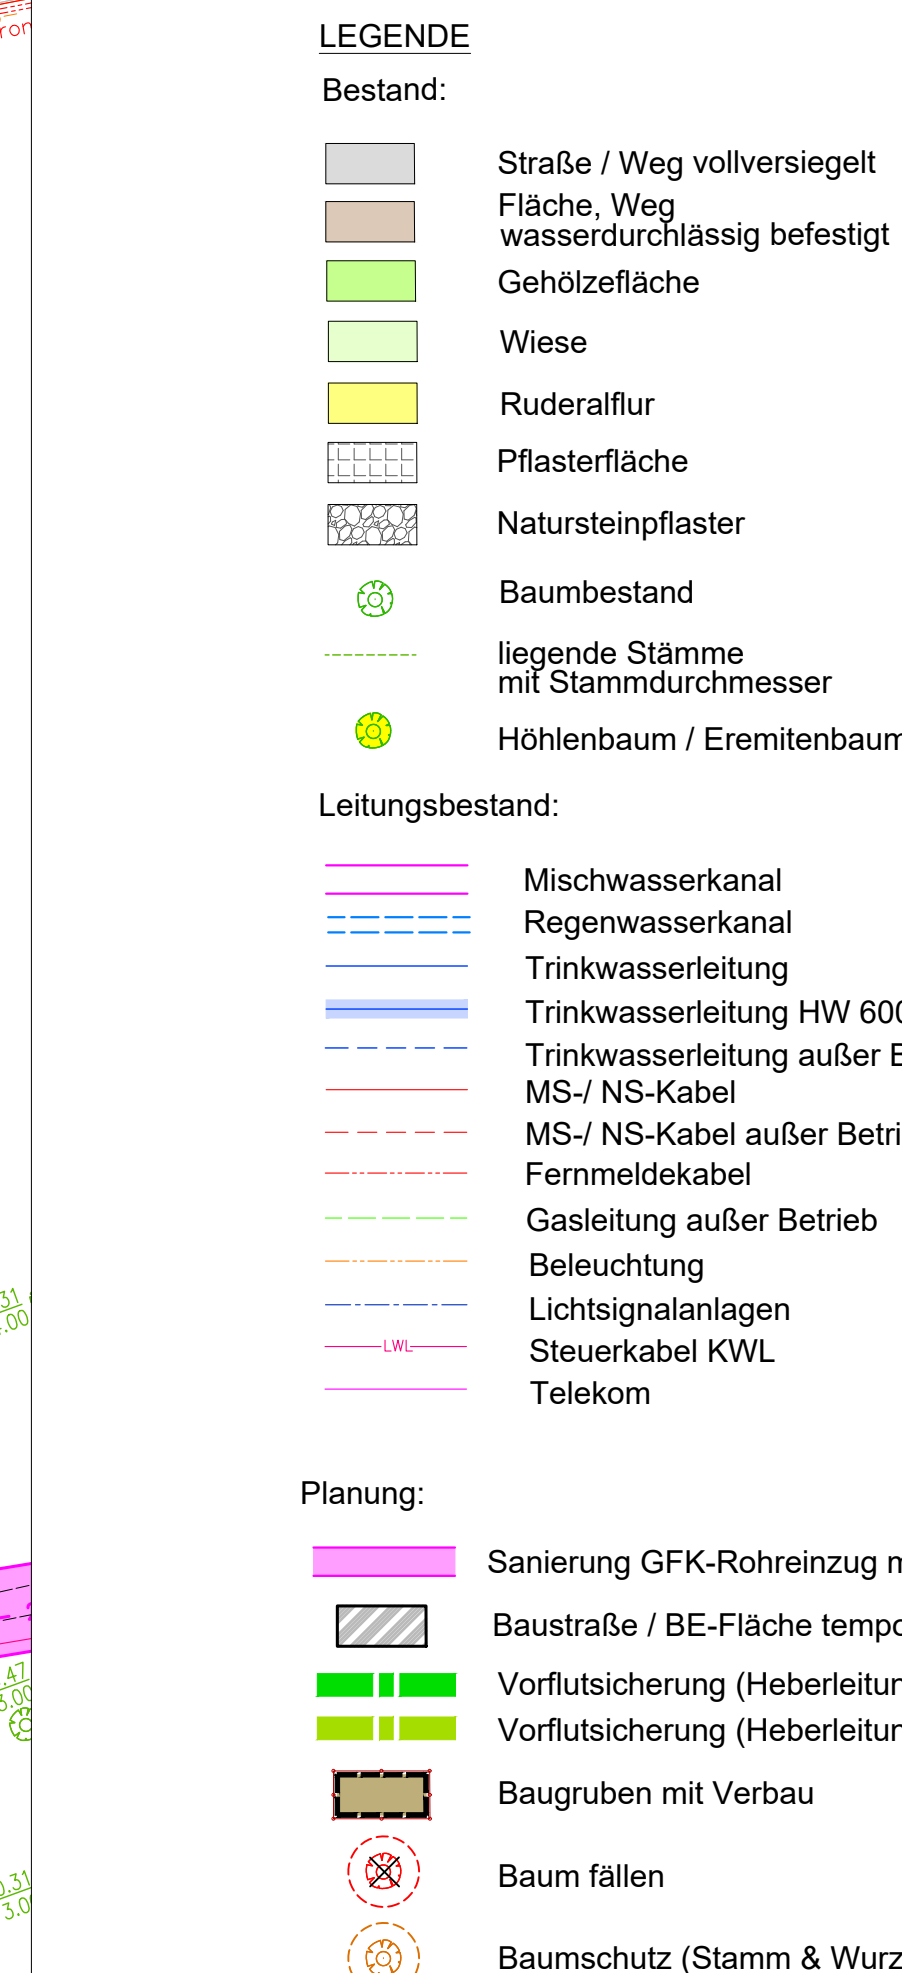 LEGENDE
Bestand:
Straße / Weg vollversiegelt
Fläche, Weg
wasserdurchlässig befestigt
Gehölzefläche
Wiese
Ruderalflur
Pflasterfläche
Natursteinpflaster
Baumbestand
liegende Stämme
mit Stammdurchmesser
Höhlenbaum / Eremitenbaum
Leitungsbestand:
Mischwasserkanal
Regenwasserkanal
Trinkwasserleitung
Trinkwasserleitung HW 600
Trinkwasserleitung außer
MS-/ NS-Kabel
MS-/ NS-Kabel außer Betri
Fernmeldekabel
Gasleitung außer Betrieb
Beleuchtung
Lichtsignalanlagen
LWL Steuerkabel KWL
Telekom
Planung:
Sanierung GFK-Rohreinzug
Baustraße / BE-Fläche tempo
Vorflutsicherung (Heberleitun
Vorflutsicherung (Heberleitun
Baugruben mit Verbau
Baum fällen
Baumschutz (Stamm & Wurz